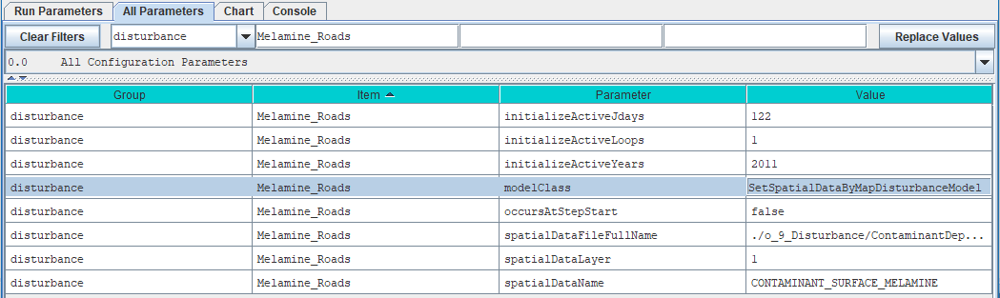 Run Parameters All Parameters Chart Console
Clear Filters disturbance Melamine_Roads Replace Values
0.0 All Configuration Parameters
Group Item Parameter Value
disturbance Melamine_Roads initializeActiveJdays 122
disturbance Melamine_Roads initializeActiveLoops 1
disturbance Melamine_Roads initializeActiveYears 2011
disturbance Melamine_Roads modelClass SetSpatialDataByMapDisturbanceModel
disturbance Melamine_Roads occursAtStepStart false
disturbance Melamine_Roads spatialDataFileFullName ./o_9_Disturbance/ContaminantDep...
disturbance Melamine_Roads spatialDataLayer 1
disturbance Melamine_Roads spatialDataName CONTAMINANT_SURFACE_MELAMINE